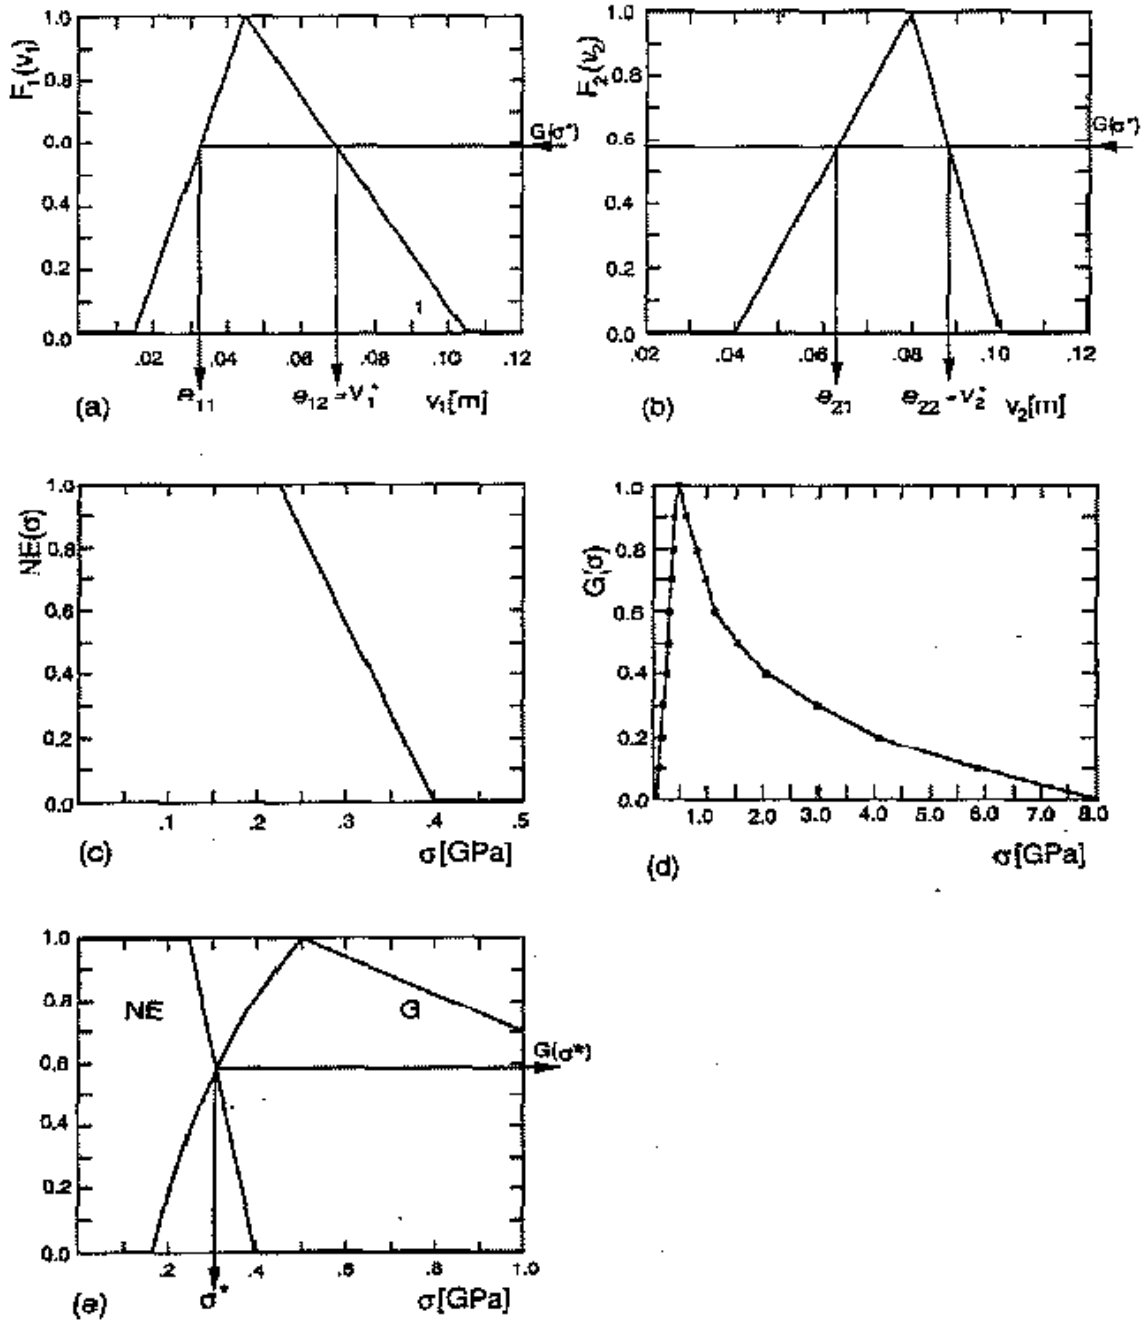 F₁(v₁)
0.8
0.6
0.4
0.2
0.0
G(σ*)
1
.02
.04
.06
.08
.10
.12
(a)
e₁₁
e₁₂=v₁*
v₁[m]
F₂(v₂)
1.0
0.8
0.6
0.4
0.2
0.0
G(σ*)
.02
.04
.06
.08
.10
.12
(b)
e₂₁
e₂₂=v₂*
v₂[m]
NE(σ)
1.0
0.8
0.6
0.4
0.2
0.0
.1
.2
.3
.4
.5
(c)
σ[GPa]
G(σ)
1.0
0.8
0.6
0.4
0.2
0.0
1.0
2.0
3.0
4.0
5.0
6.0
7.0
8.0
(d)
σ[GPa]
1.0
0.8
0.6
0.4
0.2
0.0
NE
G
G(σ*)
.2
.4
.6
.8
1.0
(e)
σ*
σ[GPa]